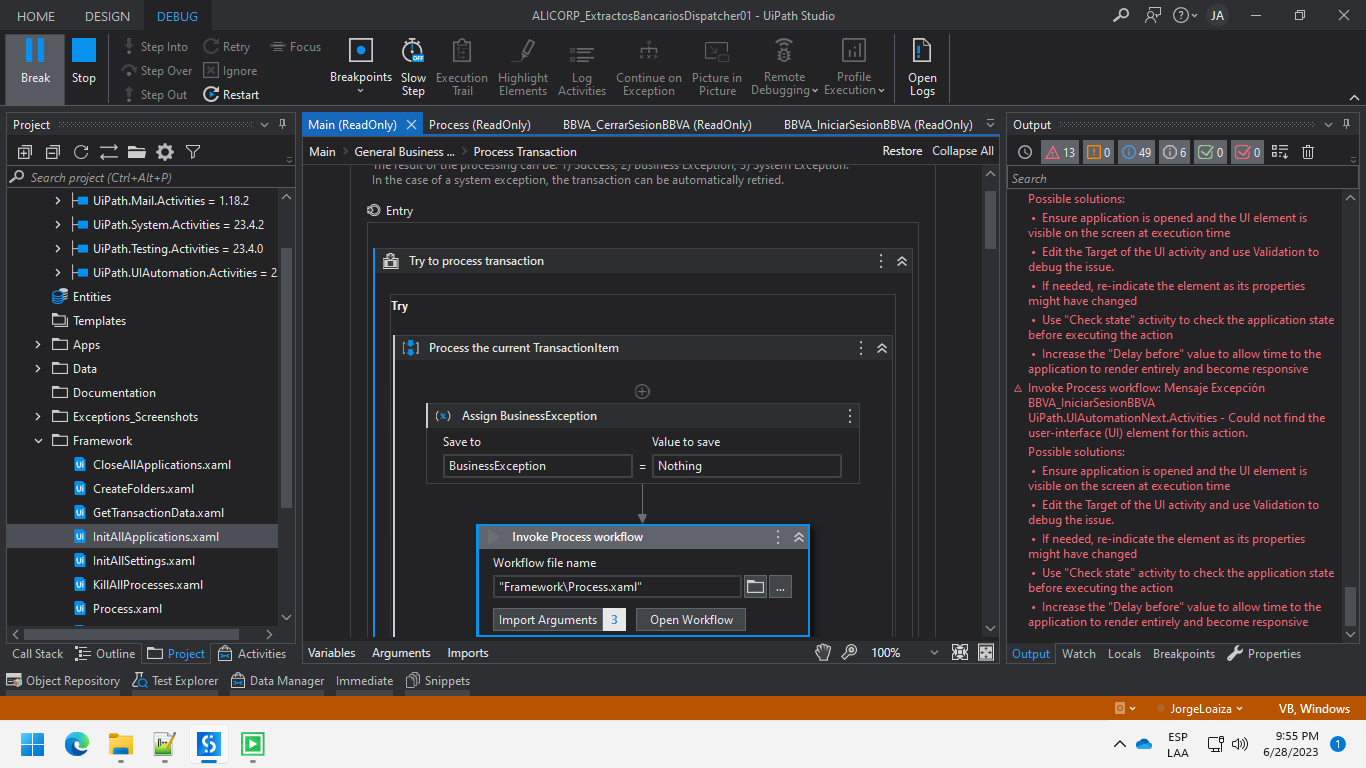 HOME DESIGN DEBUG ALICORP_ExtractosBancariosDispatcher01 - UiPath Studio JA
Break
Stop
Step Into
Step Over
Step Out
Retry
Ignore
Restart
Focus
Breakpoints
Slow
Step
Execution
Trail
Highlight
Elements
Log
Activities
Continue on
Exception
Picture in
Picture
Remote
Debugging
Profile
Execution
Open
Logs
Project
Search project (Ctrl+Alt+P)
UiPath.Mail.Activities = 1.18.2
UiPath.System.Activities = 23.4.2
UiPath.Testing.Activities = 23.4.0
UiPath.UIAutomation.Activities = 2
Entities
Templates
Apps
Data
Documentation
Exceptions_Screenshots
Framework
CloseAllApplications.xaml
CreateFolders.xaml
GetTransactionData.xaml
InitAllApplications.xaml
InitAllSettings.xaml
KillAllProcesses.xaml
Process.xaml
Call Stack Outline Project Activities
Main (ReadOnly) Process (ReadOnly) BBVA_CerrarSesionBBVA (ReadOnly) BBVA_IniciarSesionBBVA (ReadOnly)
Main > General Business ... > Process Transaction Restore Collapse All
The result of the processing can be: 1) Success, 2) Business Exception, 3) System Exception.
In the case of a system exception, the transaction can be automatically retried.
Entry
Try to process transaction
Try
Process the current TransactionItem
Assign BusinessException
Save to Value to save
BusinessException = Nothing
Invoke Process workflow
Workflow file name
"Framework\Process.xaml" ...
Import Arguments 3 Open Workflow
Variables Arguments Imports 100%
Output
13 0 49 6 0 0
Search
Possible solutions:
• Ensure application is opened and the UI element is
visible on the screen at execution time
• Edit the Target of the UI activity and use Validation to
debug the issue.
• If needed, re-indicate the element as its properties
might have changed
• Use "Check state" activity to check the application state
before executing the action
• Increase the "Delay before" value to allow time to the
application to render entirely and become responsive
Invoke Process workflow: Mensaje Excepción
BBVA_IniciarSesionBBVA
UiPath.UIAutomationNext.Activities - Could not find the
user-interface (UI) element for this action.
Possible solutions:
• Ensure application is opened and the UI element is
visible on the screen at execution time
• Edit the Target of the UI activity and use Validation to
debug the issue.
• If needed, re-indicate the element as its properties
might have changed
• Use "Check state" activity to check the application state
before executing the action
• Increase the "Delay before" value to allow time to the
application to render entirely and become responsive
Output Watch Locals Breakpoints Properties
Object Repository Test Explorer Data Manager Immediate Snippets
JorgeLoaiza VB, Windows
ESP
LAA
9:55 PM
6/28/2023
1